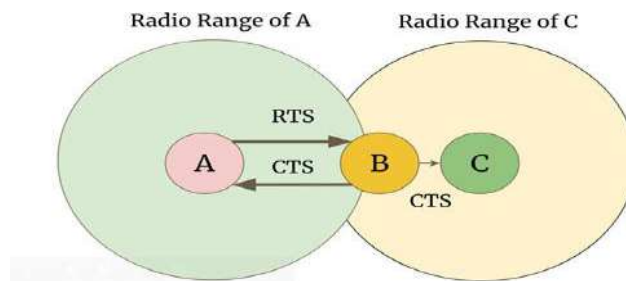 Radio Range of A
Radio Range of C
RTS
A
B
C
CTS
CTS